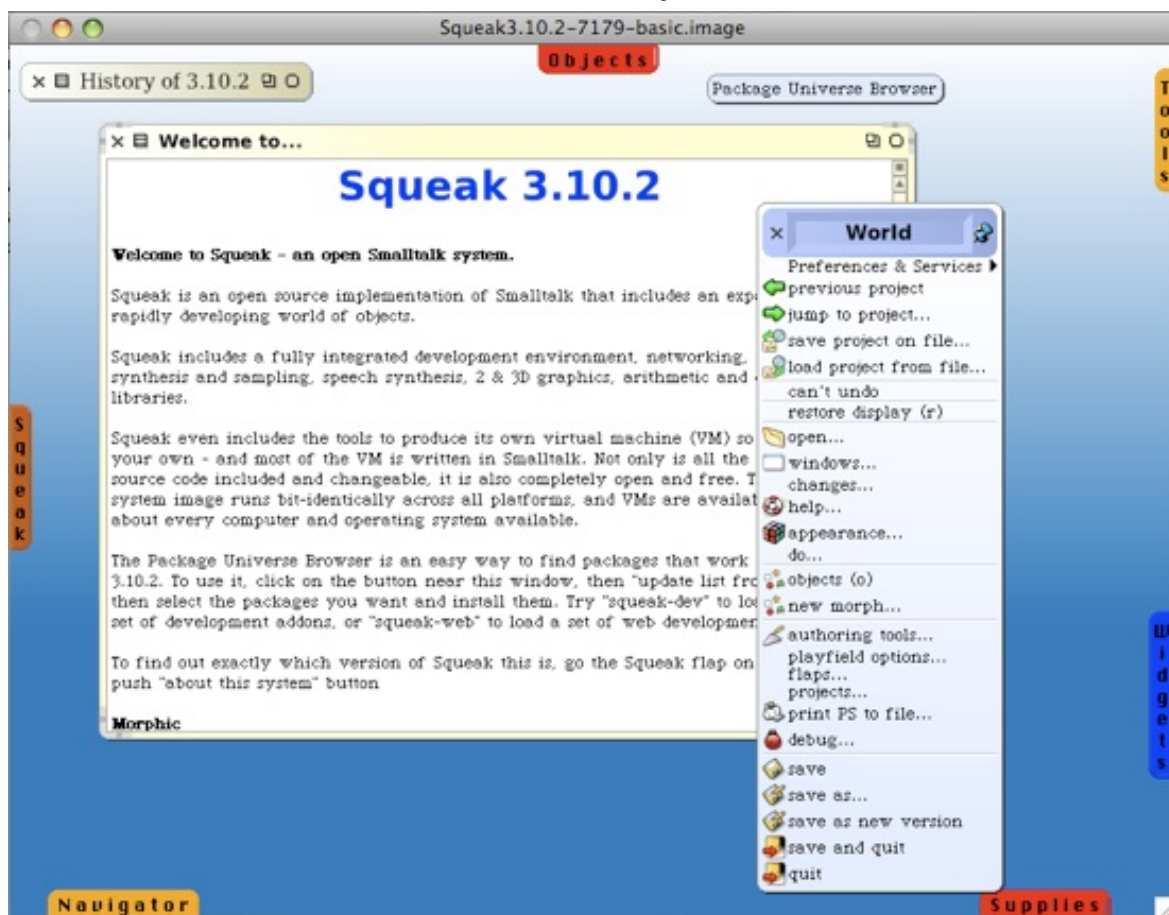 Squeak3.10.2-7179-basic.image
Objects
History of 3.10.2
Package Universe Browser
Tools
Welcome to...
Squeak 3.10.2
Welcome to Squeak - an open Smalltalk system.
Squeak is an open source implementation of Smalltalk that includes an
rapidly developing world of objects.
Squeak includes a fully integrated development environment, networking,
synthesis and sampling, speech synthesis, 2 & 3D graphics, arithmetic and
libraries.
Squeak even includes the tools to produce its own virtual machine (VM) so
your own - and most of the VM is written in Smalltalk. Not only is all the
source code included and changeable, it is also completely open and free.
system image runs bit-identically across all platforms, and VMs are
about every computer and operating system available.
The Package Universe Browser is an easy way to find packages that work
3.10.2. To use it, click on the button near this window, then "update list
then select the packages you want and install them. Try "squeak-dev" to
set of development addons, or "squeak-web" to load a set of web
To find out exactly which version of Squeak this is, go the Squeak flap on
push "about this system" button
Morphic
World
Preferences & Services
previous project
jump to project...
save project on file...
load project from file...
can't undo
restore display (r)
open...
windows...
changes...
help...
appearance...
do...
objects (o)
new morph...
authoring tools...
playfield options...
flaps...
projects...
print PS to file...
debug...
save
save as...
save as new version
save and quit
quit
Squeak
Widgets
Navigator
Supplies